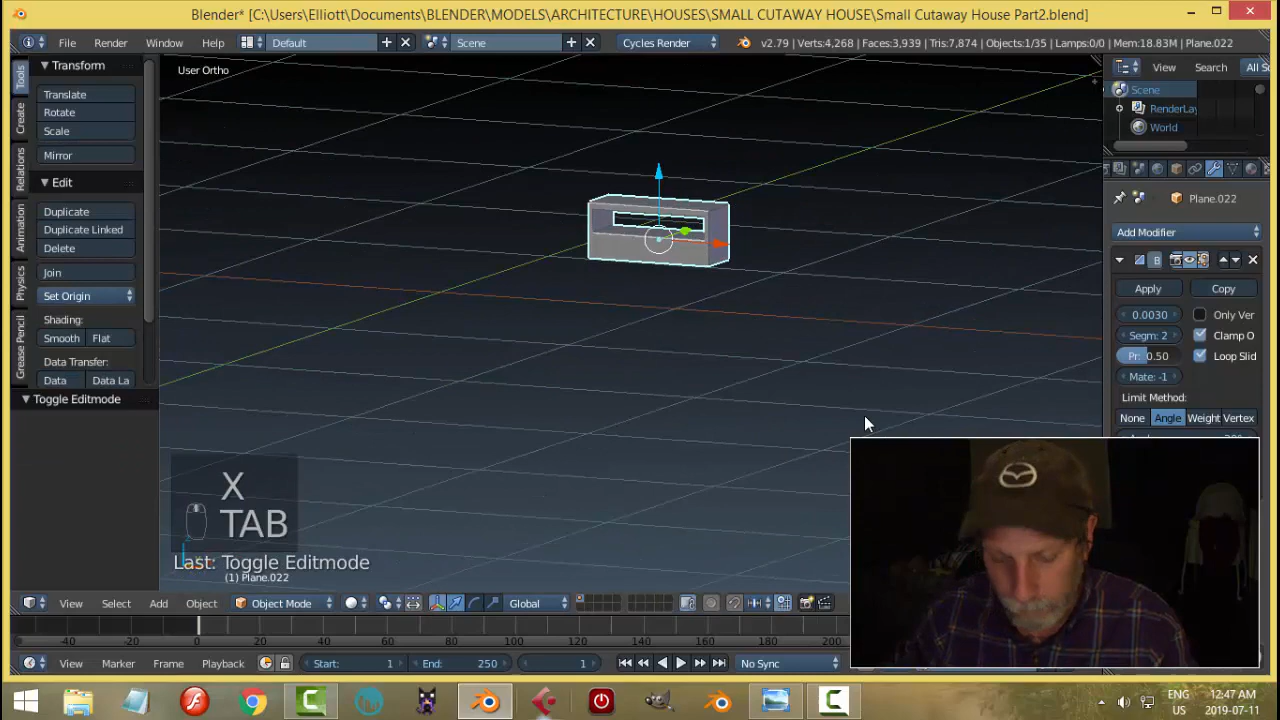 Blender* [C:\Users\Elliott\Documents\BLENDER\MODELS\ARCHITECTURE\HOUSES\SMALL CUTAWAY HOUSE\Small Cutaway House Part2.blend]
File Render Window Help Default Scene Cycles Render v2.79 | Verts:4,268 | Faces:3,939 | Tris:7,874 | Objects:1/35 | Lamps:0/0 | Mem:18.83M | Plane.022
Tools
Create
Relations
Animation
Physics
Grease Pencil
Transform
Translate
Rotate
Scale
Mirror
Edit
Duplicate
Duplicate Linked
Delete
Join
Set Origin
Shading:
Smooth Flat
Data Transfer:
Data Data La
Toggle Editmode
User Ortho
X
TAB
Last: Toggle Editmode
(1) Plane.022
View Search All S
Scene
RenderLay
World
Plane.022
Add Modifier
B
Apply Copy
0.0030 Only Ver
Segm: 2 Clamp O
Pr: 0.50 Loop Slid
Mate: -1
Limit Method:
None Angle Weight Vertex
View Select Add Object Object Mode Global
-40 -20 0 20 40 60 80 100 120 140 160 180 200
View Marker Frame Playback Start: 1 End: 250 1 No Sync
ENG 12:47 AM
US 2019-07-11